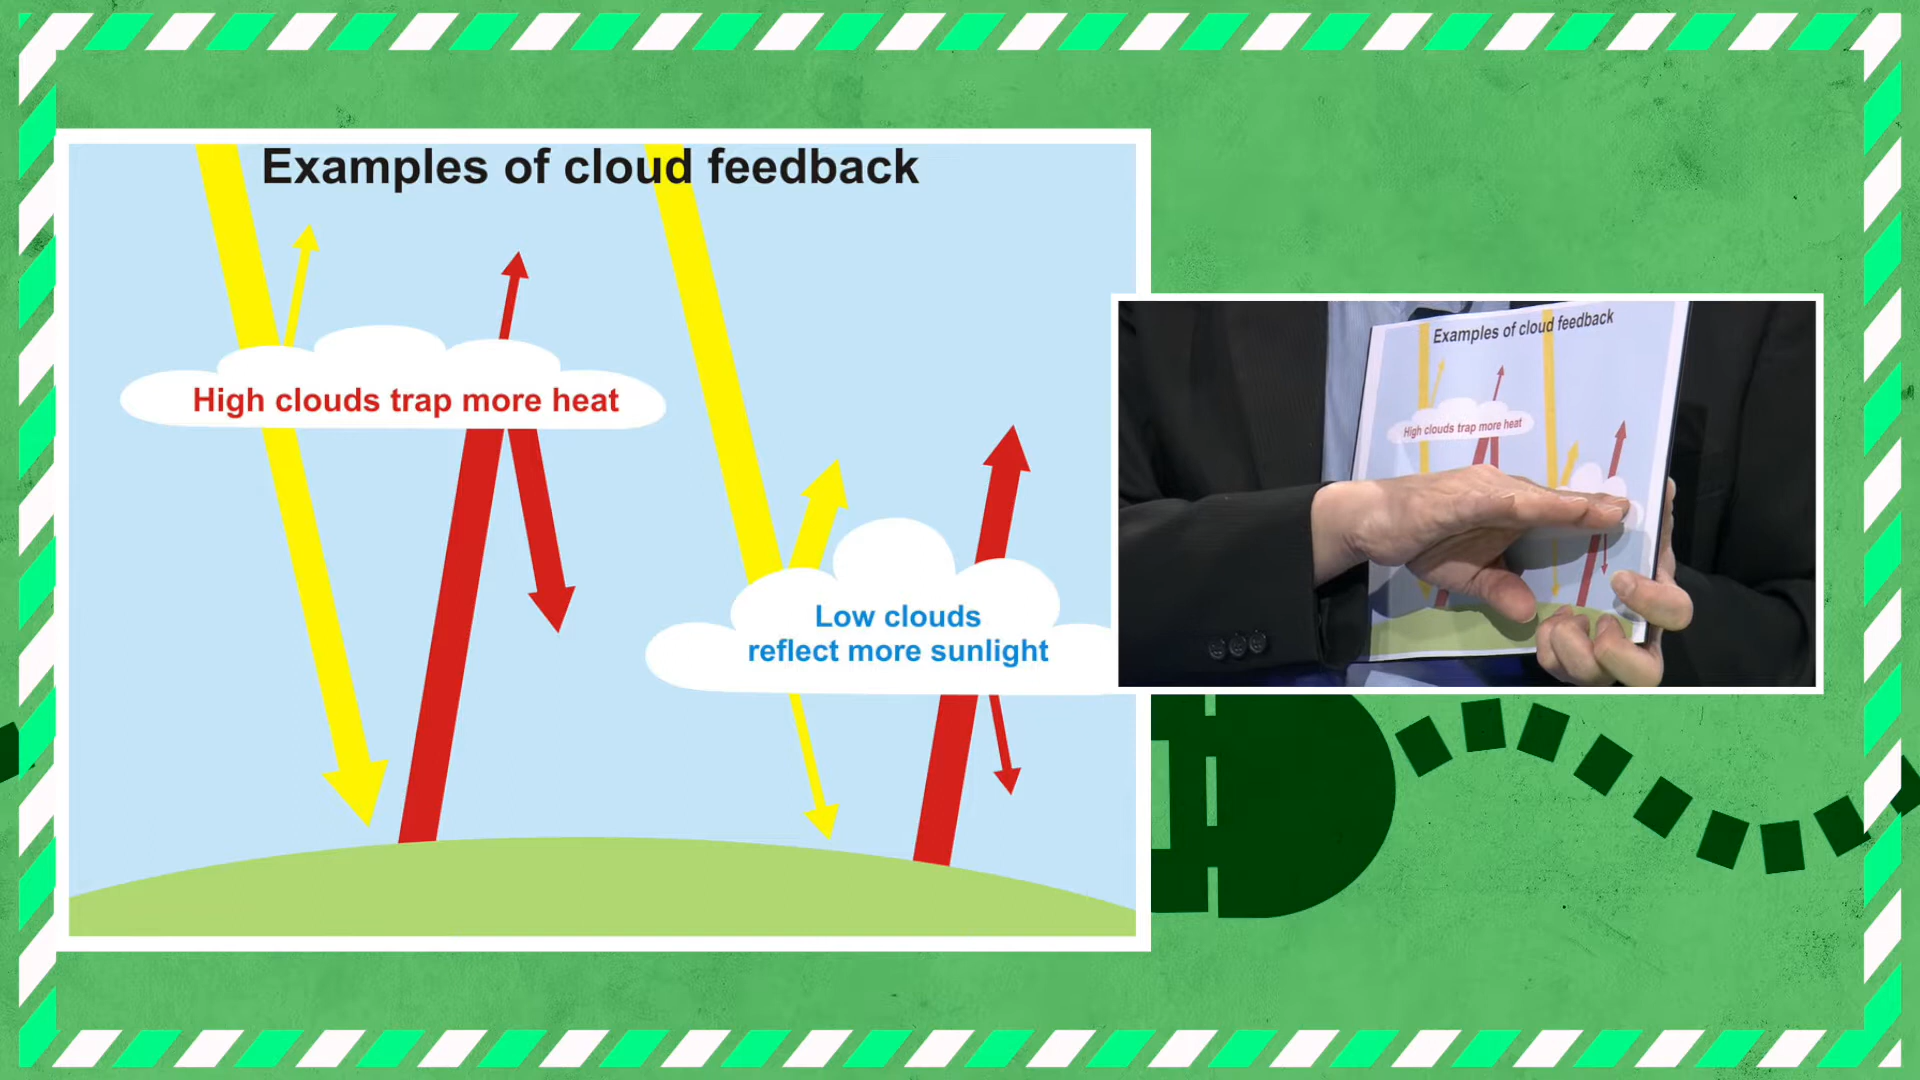 Examples of cloud feedback
High clouds trap more heat
Low clouds
reflect more sunlight
Examples of cloud feedback
High clouds trap more heat